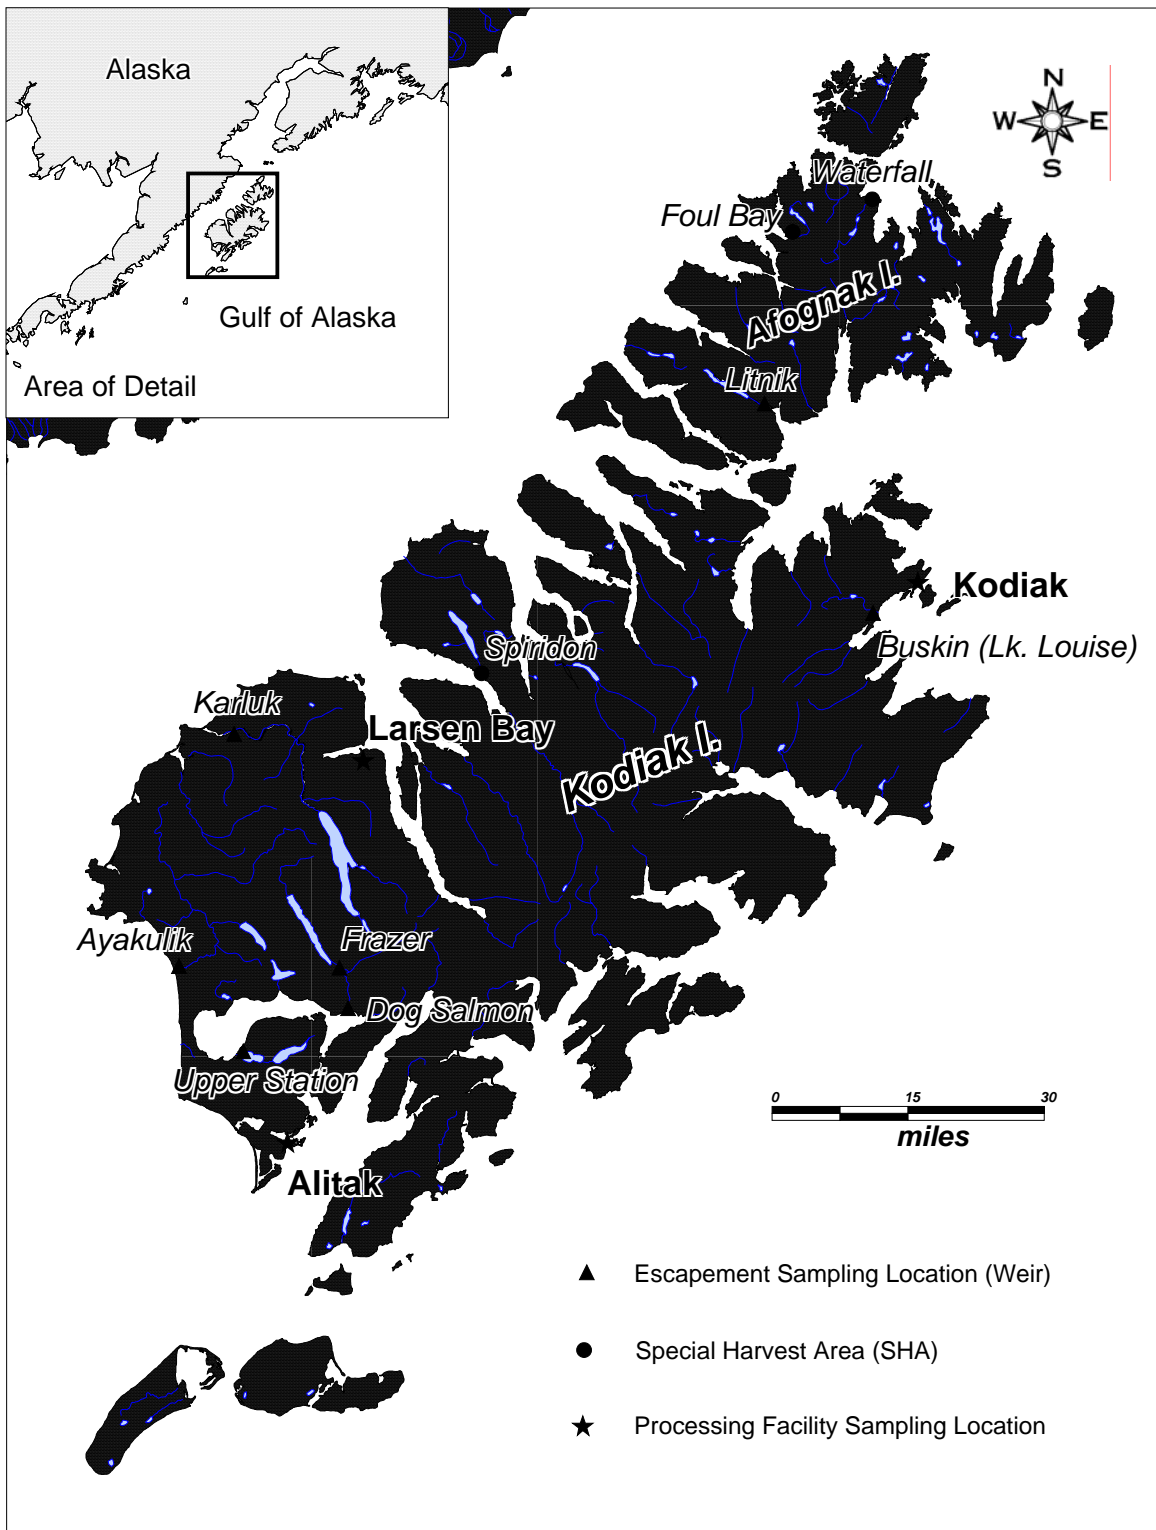 Alaska
Gulf of Alaska
Area of Detail
N
W E
S
Waterfall
Foul Bay
Afognak I.
Litnik
Kodiak
Buskin (Lk. Louise)
Spiridon
Karluk
Larsen Bay
Kodiak I.
Ayakulik
Frazer
Dog Salmon
Upper Station
Alitak
0 15 30
miles
Escapement Sampling Location (Weir)
Special Harvest Area (SHA)
Processing Facility Sampling Location